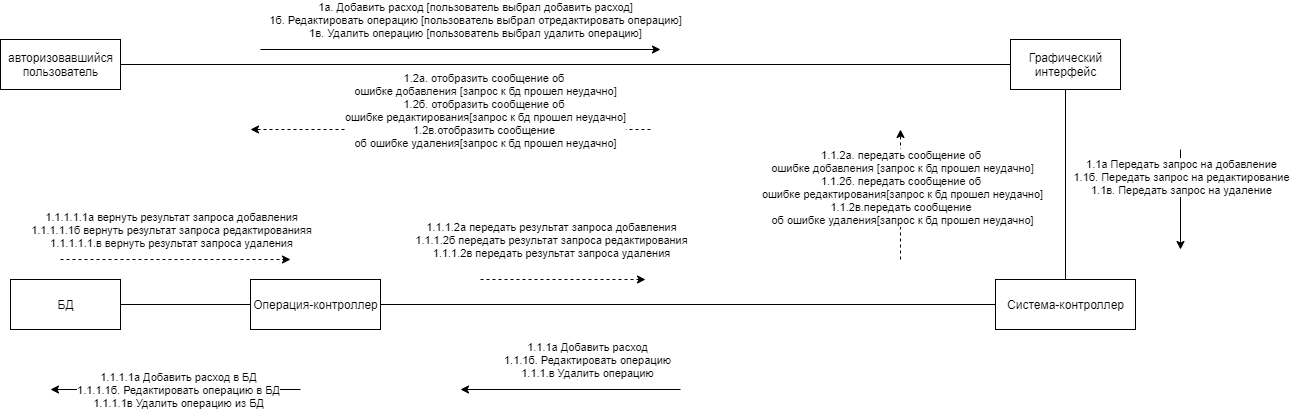 1а. Добавить расход [пользователь выбрал добавить расход]
1б. Редактировать операцию [пользователь выбрал отредактировать операцию]
1в. Удалить операцию [пользователь выбрал удалить операцию]
авторизовавшийся
пользователь
Графический
интерфейс
1.2а. отобразить сообщение об
ошибке добавления [запрос к бд прошел неудачно]
1.2б. отобразить сообщение об
ошибке редактирования[запрос к бд прошел неудачно]
1.2в.отобразить сообщение
об ошибке удаления[запрос к бд прошел неудачно]
1.1.2а. передать сообщение об
ошибке добавления [запрос к бд прошел неудачно]
1.1.2б. передать сообщение об
ошибке редактирования[запрос к бд прошел неудачно]
1.1.2в.передать сообщение
об ошибке удаления[запрос к бд прошел неудачно]
1.1а Передать запрос на добавление
1.1б. Передать запрос на редактирование
1.1в. Передать запрос на удаление
1.1.1.1.1а вернуть результат запроса добавления
1.1.1.1.1б вернуть результат запроса редактированияя
1.1.1.1.1.в вернуть результат запроса удаления
1.1.1.2а передать результат запроса добавления
1.1.1.2б передать результат запроса редактирования
1.1.1.2в передать результат запроса удаления
БД
Операция-контроллер
Система-контроллер
1.1.1а Добавить расход
1.1.1б. Редактировать операцию
1.1.1.в Удалить операцию
1.1.1.1а Добавить расход в БД
1.1.1.1б. Редактировать операцию в БД
1.1.1.1в Удалить операцию из БД